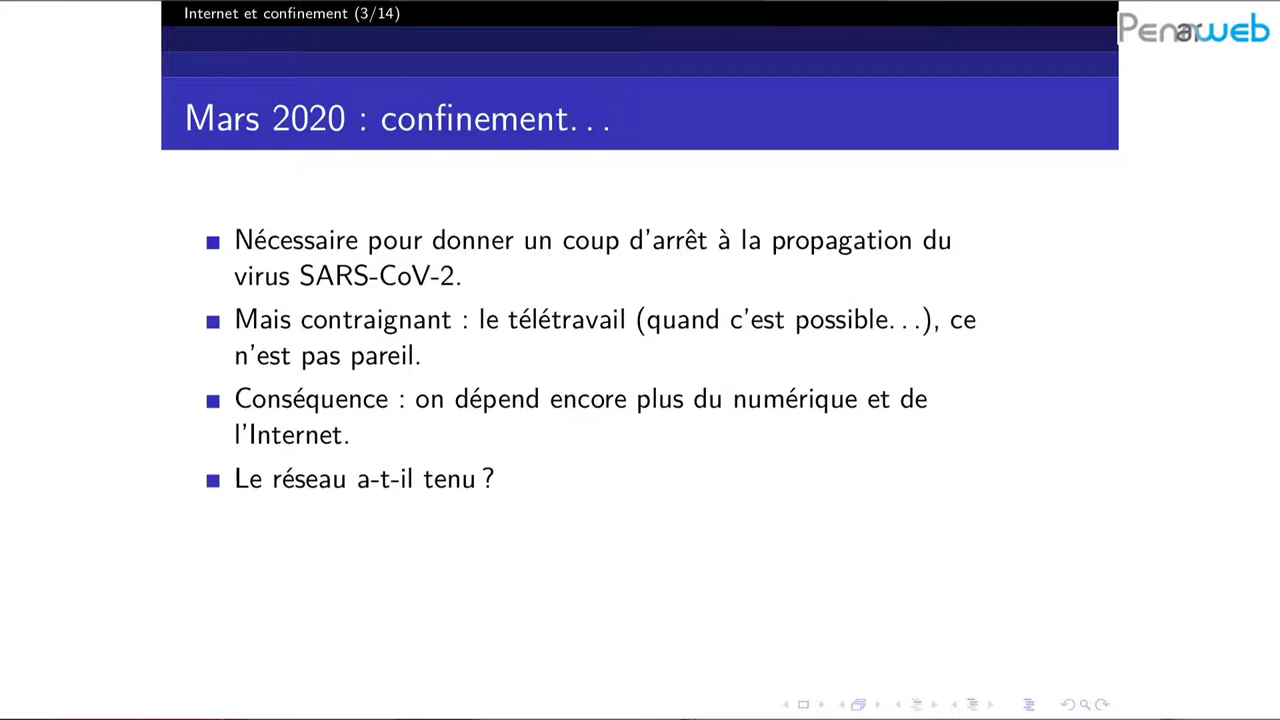 Internet et confinement (3/14)
Penarweb
Mars 2020 : confinement...
Nécessaire pour donner un coup d'arrêt à la propagation du
virus SARS-CoV-2.
Mais contraignant : le télétravail (quand c'est possible...), ce
n'est pas pareil.
Conséquence : on dépend encore plus du numérique et de
l'Internet.
Le réseau a-t-il tenu ?